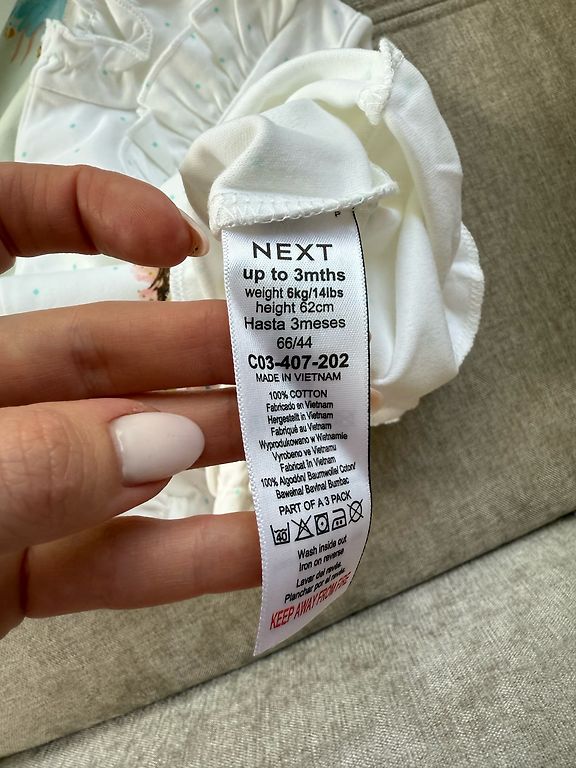 NEXT
up to 3mths
weight 6kg/14lbs
height 62cm
Hasta 3meses
66/44
C03-407-202
MADE IN VIETNAM
100% COTTON
Fabricado en Vietnam
Hergestellt in Vietnam
Fabriqué au Vietnam
Wyprodukowano w Wietnamie
Vyrobeno ve Vietnamu
Fabricat în Vietnam
100% Algodón/ Baumwolle/ Coton/
Bawełna/ Bavlna/ Bumbac
PART OF A 3 PACK
40
Wash inside out
Iron on reverse
Lavar del revés
Planchar por el revés
KEEP AWAY FROM FIRE